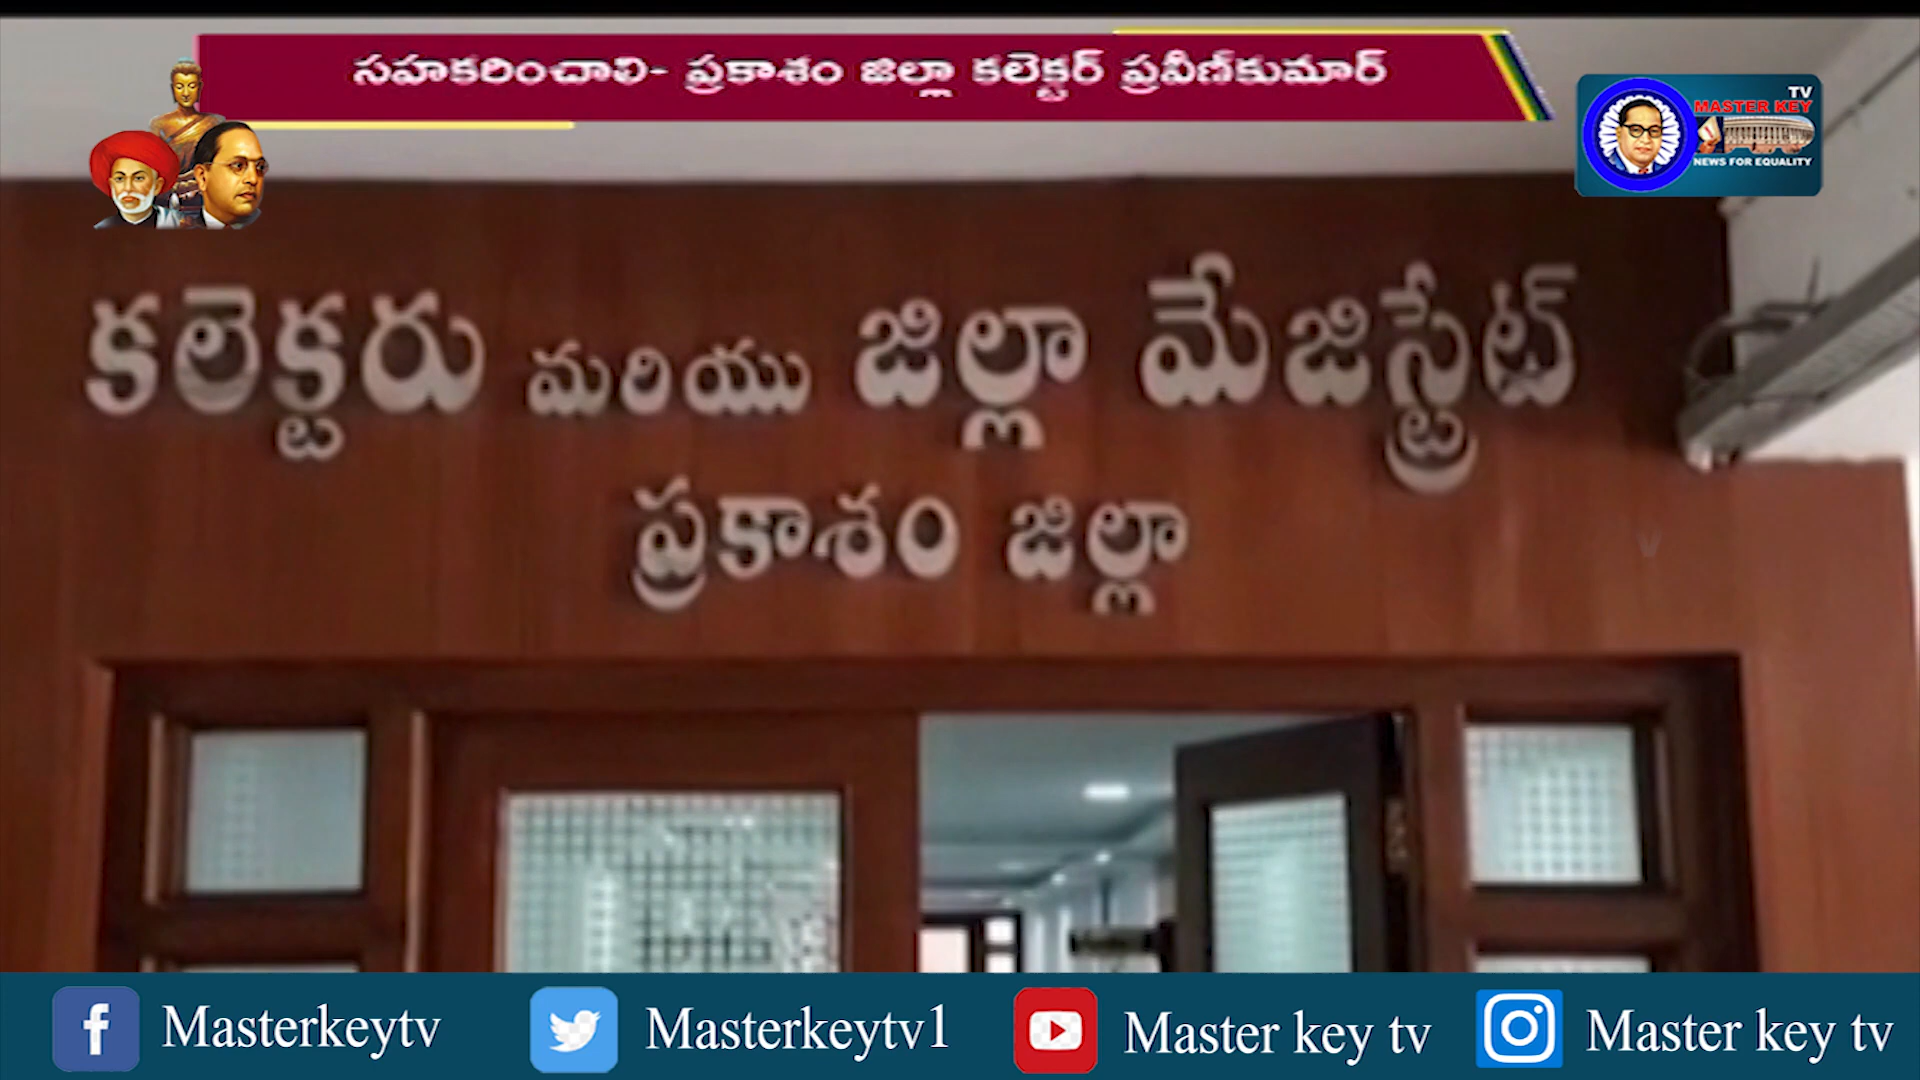 సహకరించాలి- ప్రకాశం జిల్లా కలెక్టర్ ప్రవీణ్‌కుమార్
TV
MASTER KEY
NEWS FOR EQUALITY
కలెక్టరు మరియు జిల్లా మేజిస్ట్రేట్
ప్రకాశం జిల్లా
Masterkeytv
Masterkeytv1
Master key tv
Master key tv